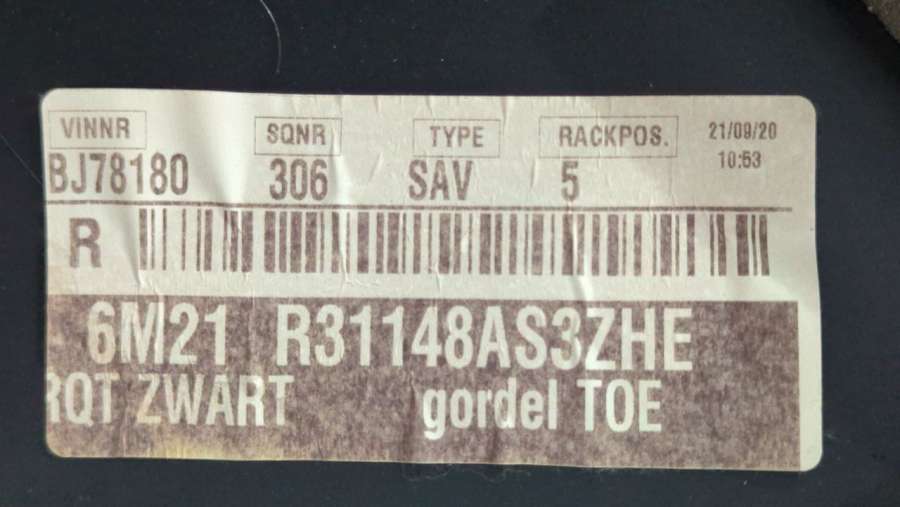 VINNR SQNR TYPE RACKPOS. 21/09/20
10:53
BJ78180 306 SAV 5
R
6M21 R31148AS3ZHE
RQT ZWART gordel TOE